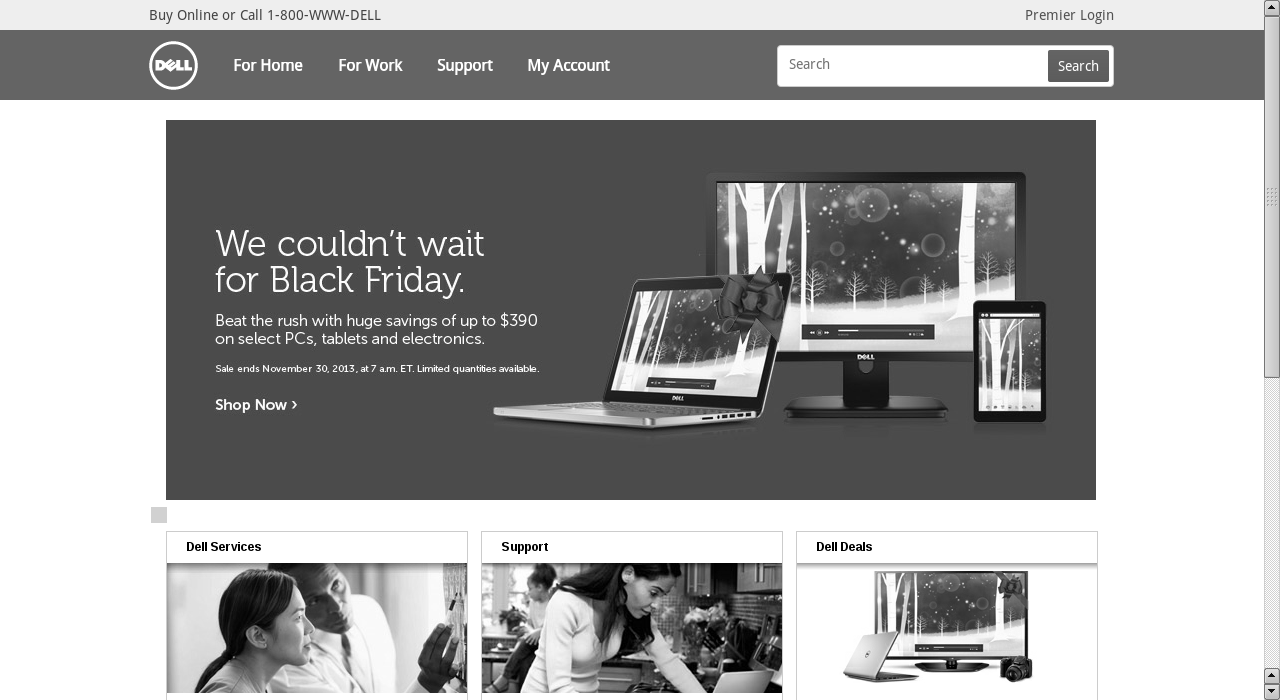 Buy Online or Call 1-800-WWW-DELL
Premier Login
DELL
For Home
For Work
Support
My Account
Search
Search
We couldn't wait
for Black Friday.
Beat the rush with huge savings of up to $390
on select PCs, tablets and electronics.
Sale ends November 30, 2013, at 7 a.m. ET. Limited quantities available.
Shop Now ›
DELL
DELL
Dell Services
Support
Dell Deals